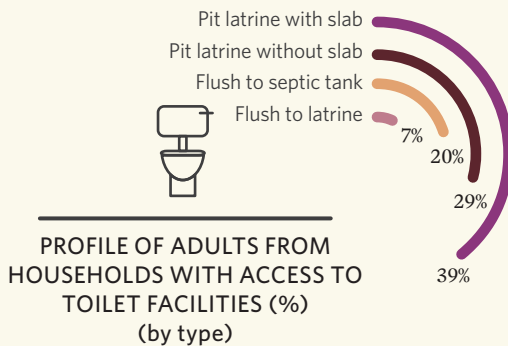 Pit latrine with slab
Pit latrine without slab
Flush to septic tank
Flush to latrine
7%
20%
29%
39%
PROFILE OF ADULTS FROM
HOUSEHOLDS WITH ACCESS TO
TOILET FACILITIES (%)
(by type)